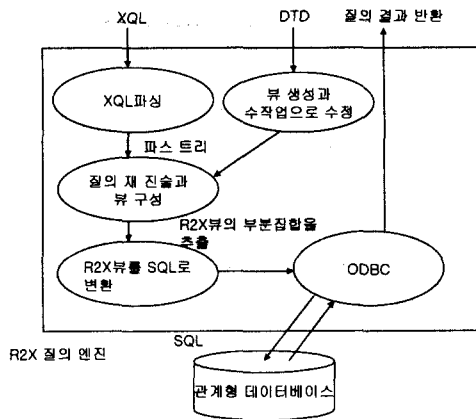 XQL
DTD
질의 결과 반환
XQL파싱
뷰 생성과
수작업으로 수정
파스 트리
질의 재 진술과
뷰 구성
R2X뷰의 부분집합을
추출
R2X뷰를 SQL로
변환
ODBC
SQL
R2X 질의 엔진
관계형 데이터베이스